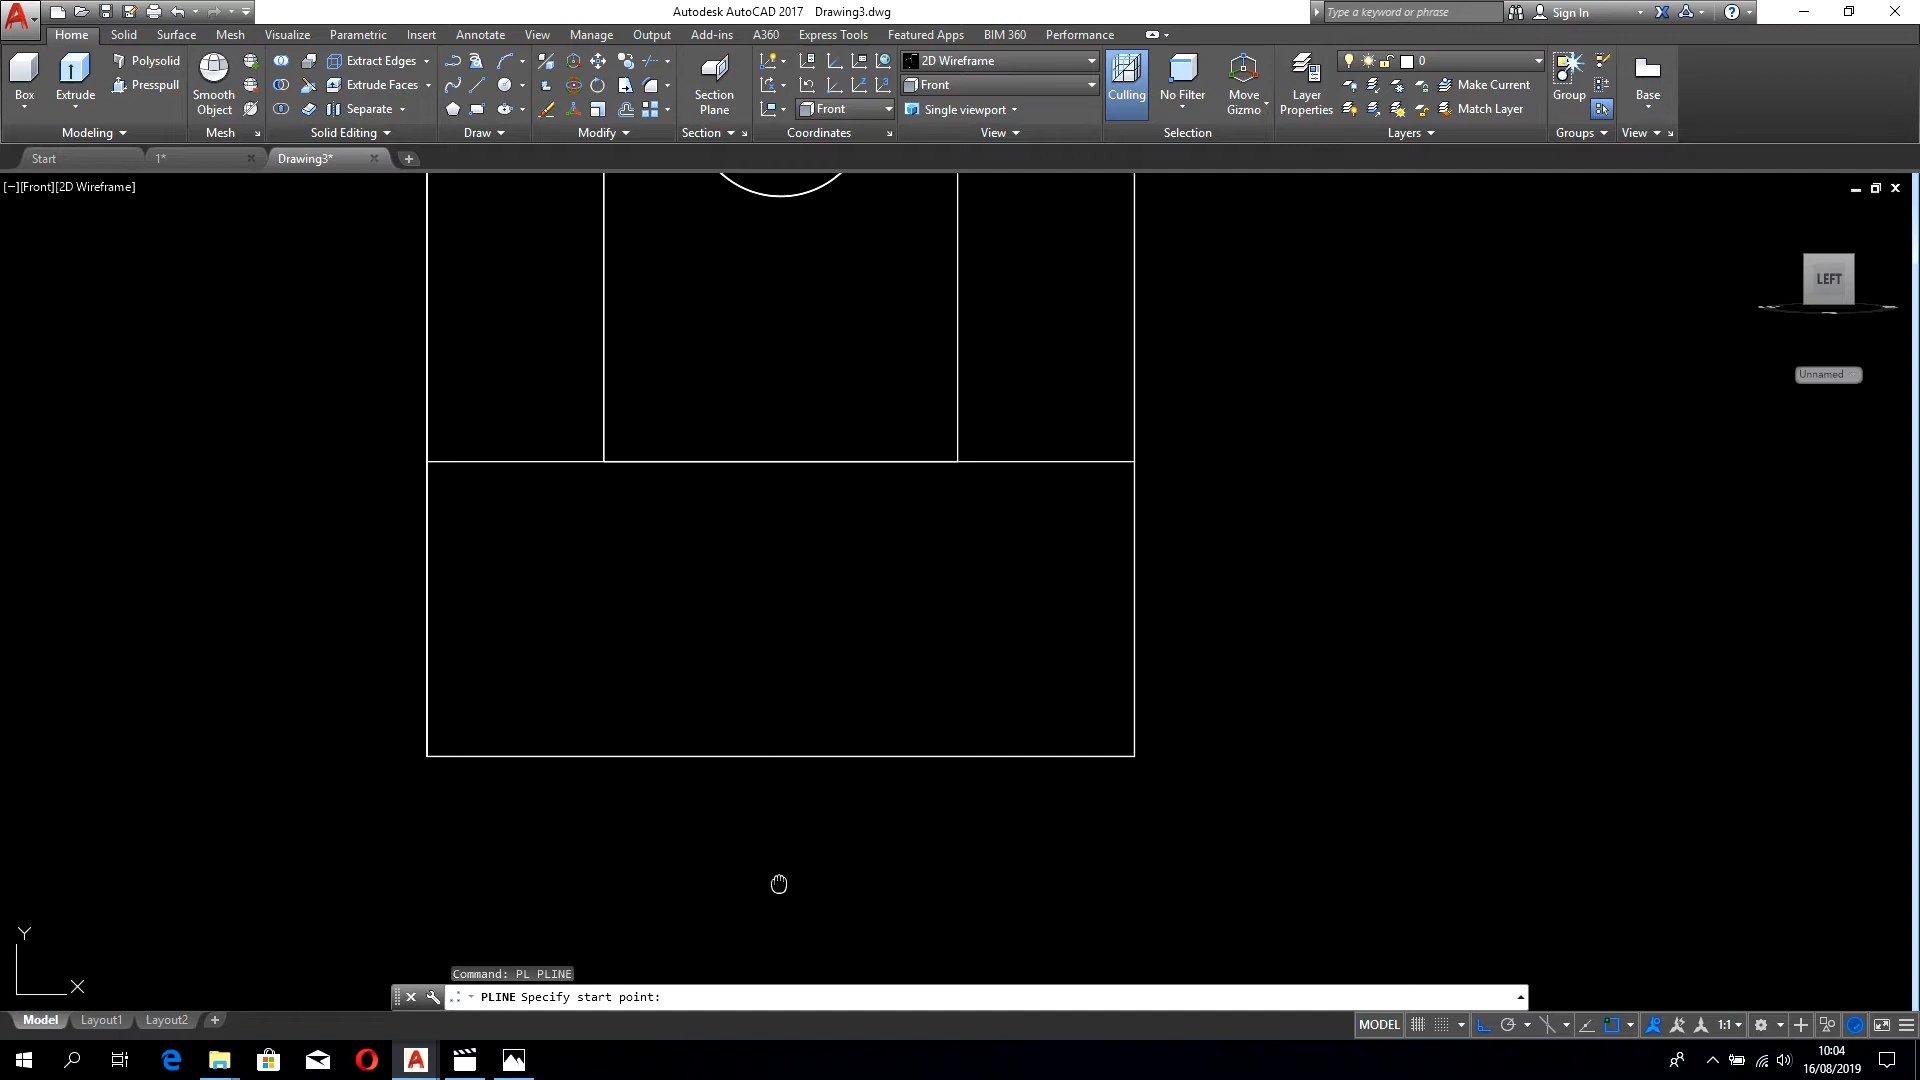 Autodesk AutoCAD 2017 Drawing3.dwg
Type a keyword or phrase
Sign In
Home Solid Surface Mesh Visualize Parametric Insert Annotate View Manage Output Add-ins A360 Express Tools Featured Apps BIM 360 Performance
Box
Extrude
Polysolid
Presspull
Modeling
Smooth Object
Mesh
Extract Edges
Extrude Faces
Separate
Solid Editing
Draw
Modify
Section Plane
Section
Front
Coordinates
2D Wireframe
Front
Single viewport
View
Culling
No Filter
Move Gizmo
Selection
Layer Properties
0
Make Current
Match Layer
Layers
Group
Groups
Base
View
Start
1*
Drawing3*
[−][Front][2D Wireframe]
LEFT
Unnamed
Y
X
Command: PL PLINE
PLINE Specify start point:
Model Layout1 Layout2
MODEL
1:1
10:04
16/08/2019